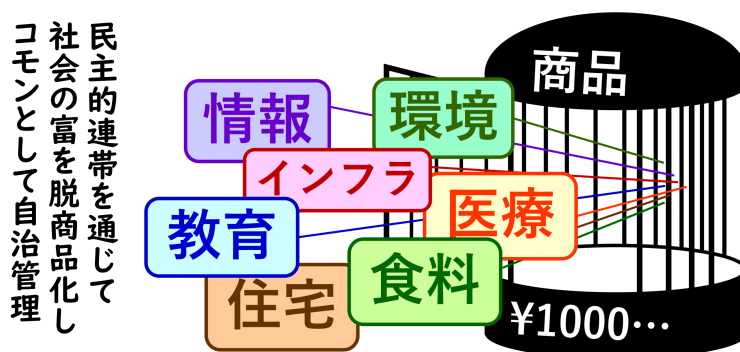 民主的連帯を通じて
社会の富を脱商品化し
コモンとして自治管理
商品
情報
環境
インフラ
医療
教育
食料
住宅
¥1000…